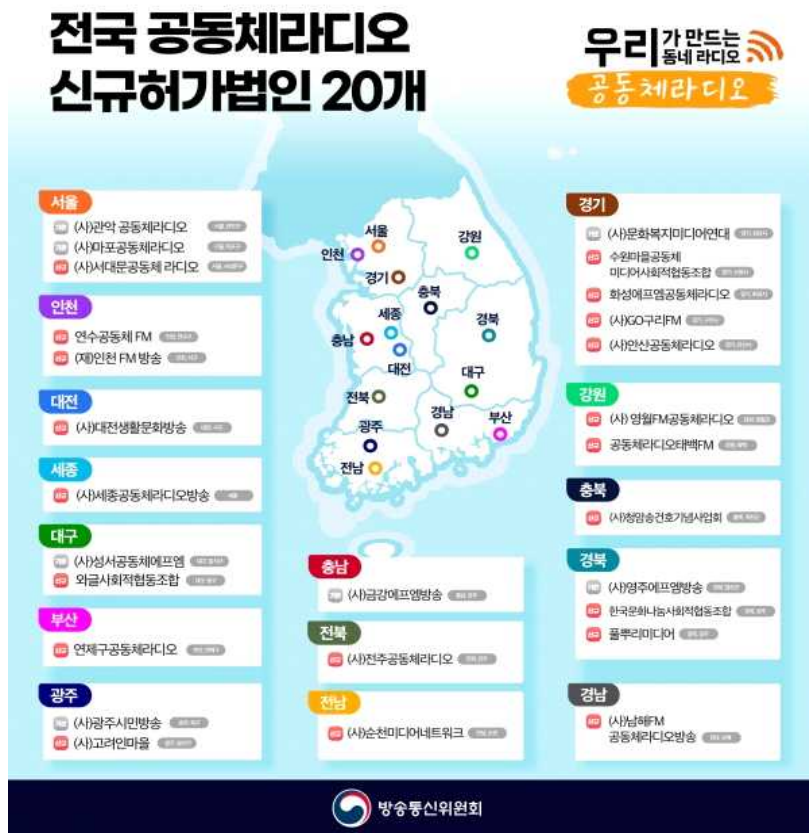 전국 공동체라디오
신규허가법인 20개
우리가 만드는
동네 라디오
공동체라디오
서울
(사)관악 공동체라디오
(사)마포공동체라디오
(사)서대문공동체 라디오
인천
연수공동체 FM
(재)인천 FM 방송
대전
(사)대전생활문화방송
세종
(사)세종공동체라디오방송
대구
(사)성서공동체에프엠
와글사회적협동조합
부산
연제구공동체라디오
광주
(사)광주시민방송
(사)고려인마을
서울
인천
경기
강원
충북
세종
충남
대전
경북
대구
전북
경남
부산
광주
전남
충남
(사)금강에프엠방송
전북
(사)전주공동체라디오
전남
(사)순천미디어네트워크
경기
(사)문화복지미디어연대
수원마을공동체
미디어사회적협동조합
화성에프엠공동체라디오
(사)GO구리FM
(사)안산공동체라디오
강원
(사) 영월FM공동체라디오
공동체라디오태백FM
충북
(사)청암송건호기념사업회
경북
(사)영주에프엠방송
한국문화나눔사회적협동조합
풀뿌리미디어
경남
(사)남해FM
공동체라디오방송
방송통신위원회